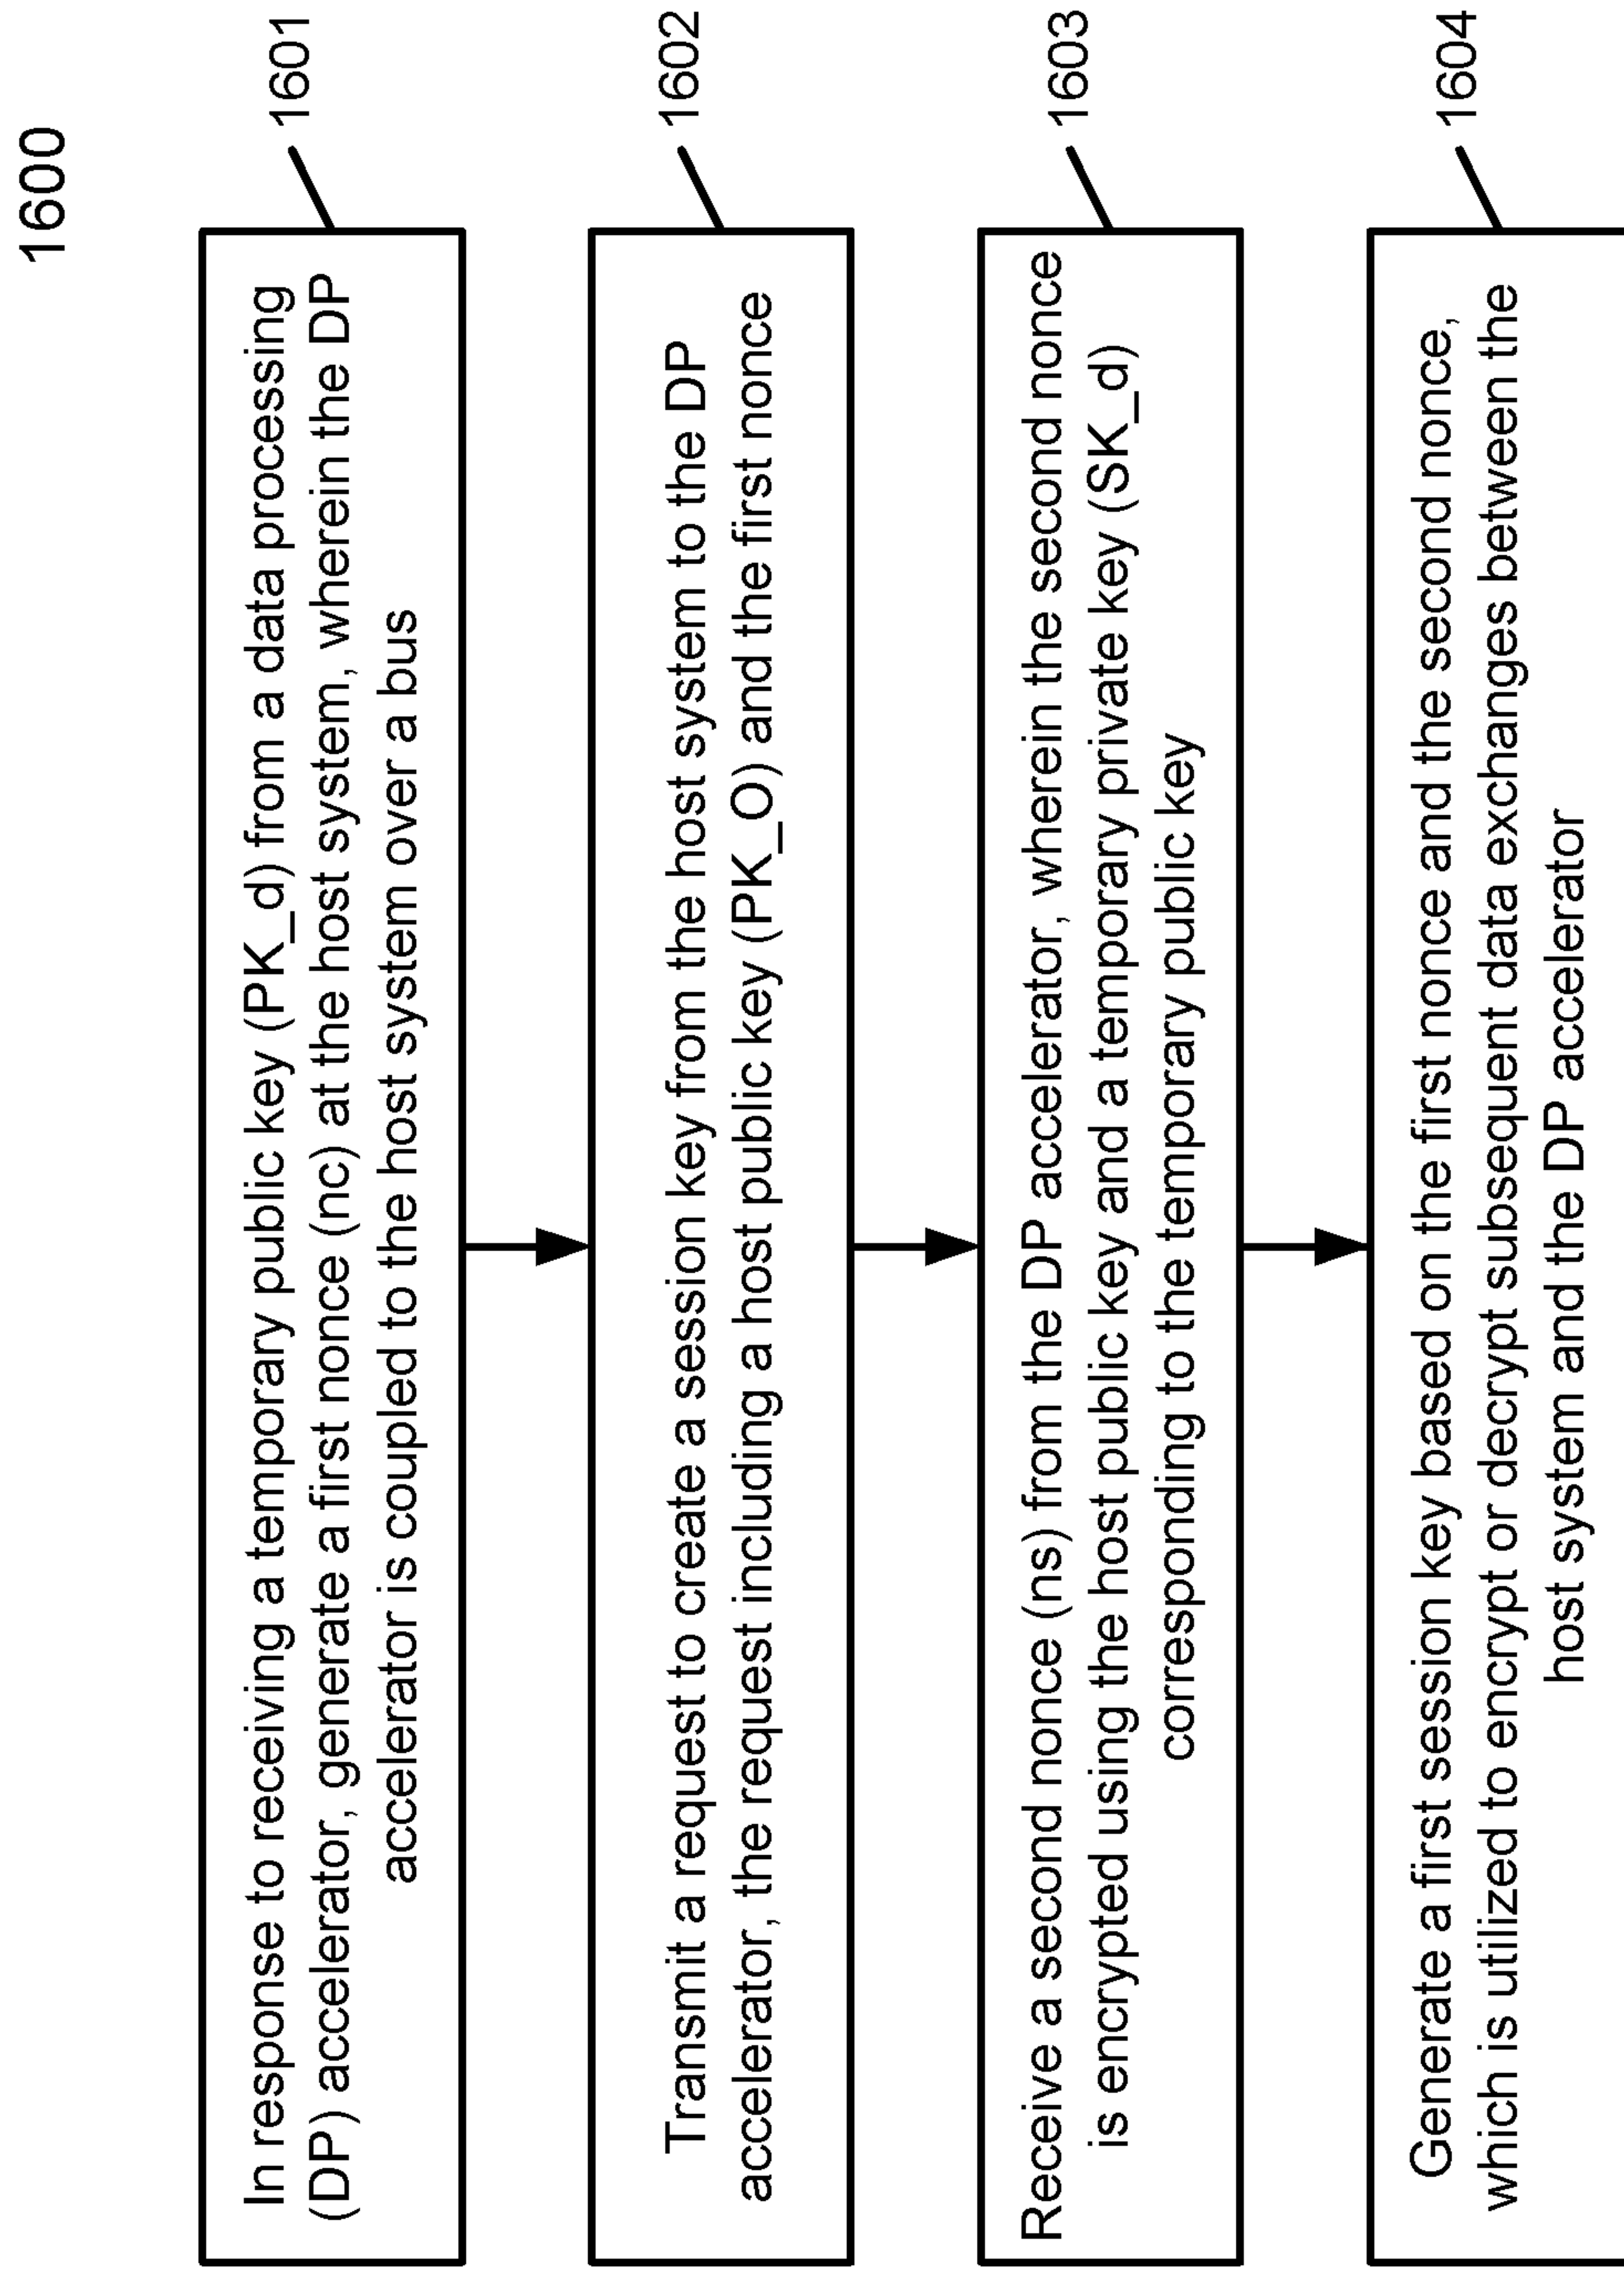 1600
In response to receiving a temporary public key (PK_d) from a data processing
(DP) accelerator, generate a first nonce (nc) at the host system, wherein the DP
accelerator is coupled to the host system over a bus
1601
Transmit a request to create a session key from the host system to the DP
accelerator, the request including a host public key (PK_O) and the first nonce
1602
Receive a second nonce (ns) from the DP accelerator, wherein the second nonce
is encrypted using the host public key and a temporary private key (SK_d)
corresponding to the temporary public key
1603
Generate a first session key based on the first nonce and the second nonce,
which is utilized to encrypt or decrypt subsequent data exchanges between the
host system and the DP accelerator
1604